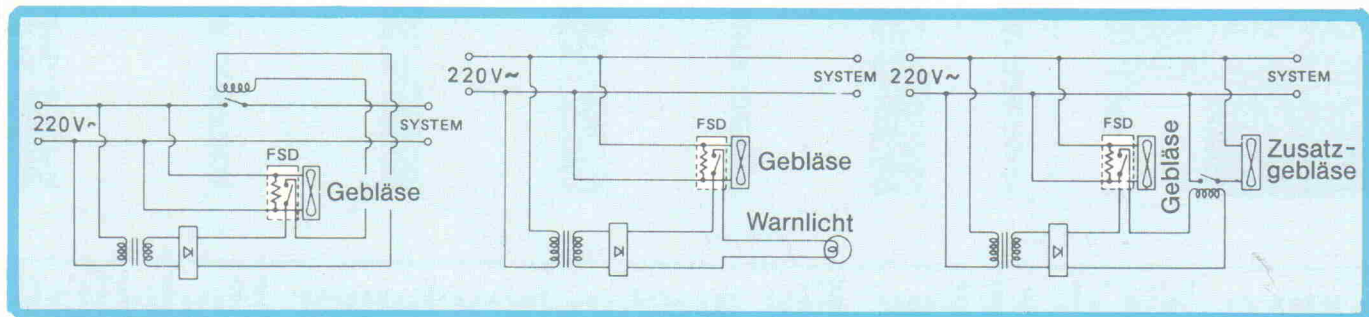 220V~
SYSTEM
FSD
Gebläse
220V~
SYSTEM
FSD
Gebläse
Warnlicht
220V~
SYSTEM
FSD
Gebläse
Zusatz-
gebläse